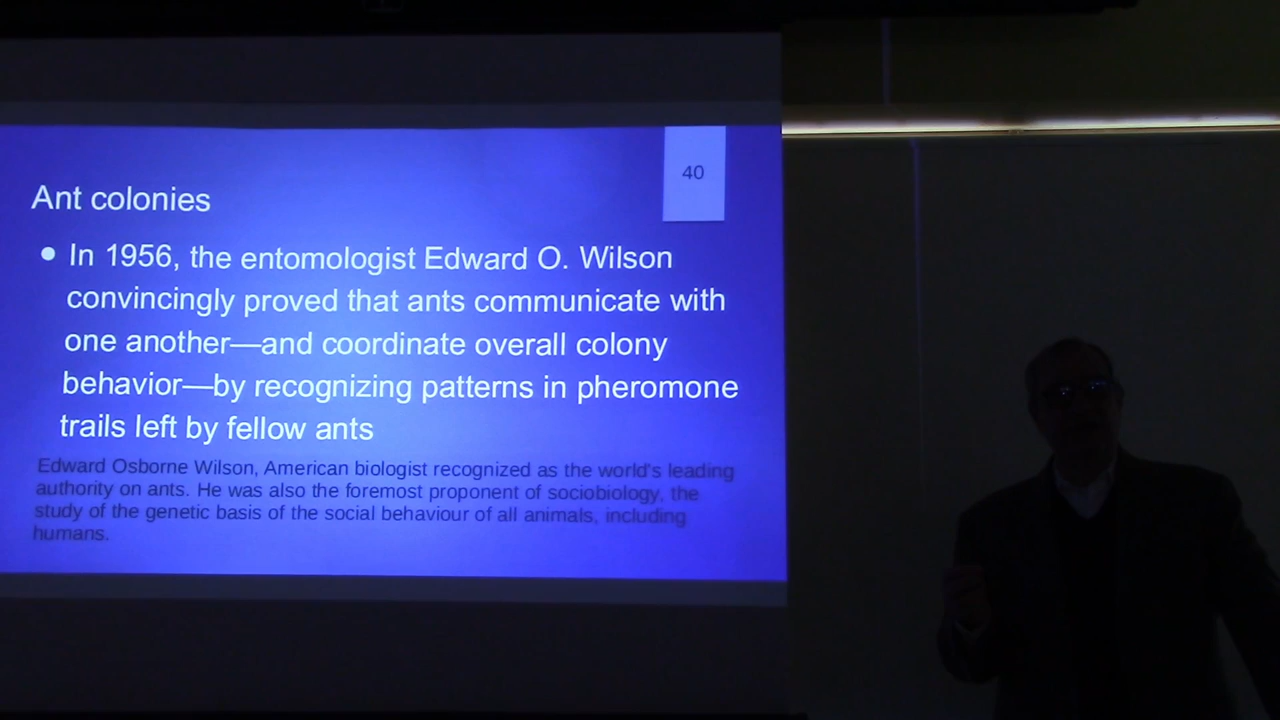 40
Ant colonies
• In 1956, the entomologist Edward O. Wilson
convincingly proved that ants communicate with
one another—and coordinate overall colony
behavior—by recognizing patterns in pheromone
trails left by fellow ants
Edward Osborne Wilson, American biologist recognized as the world's leading
authority on ants. He was also the foremost proponent of sociobiology, the
study of the genetic basis of the social behaviour of all animals, including
humans.